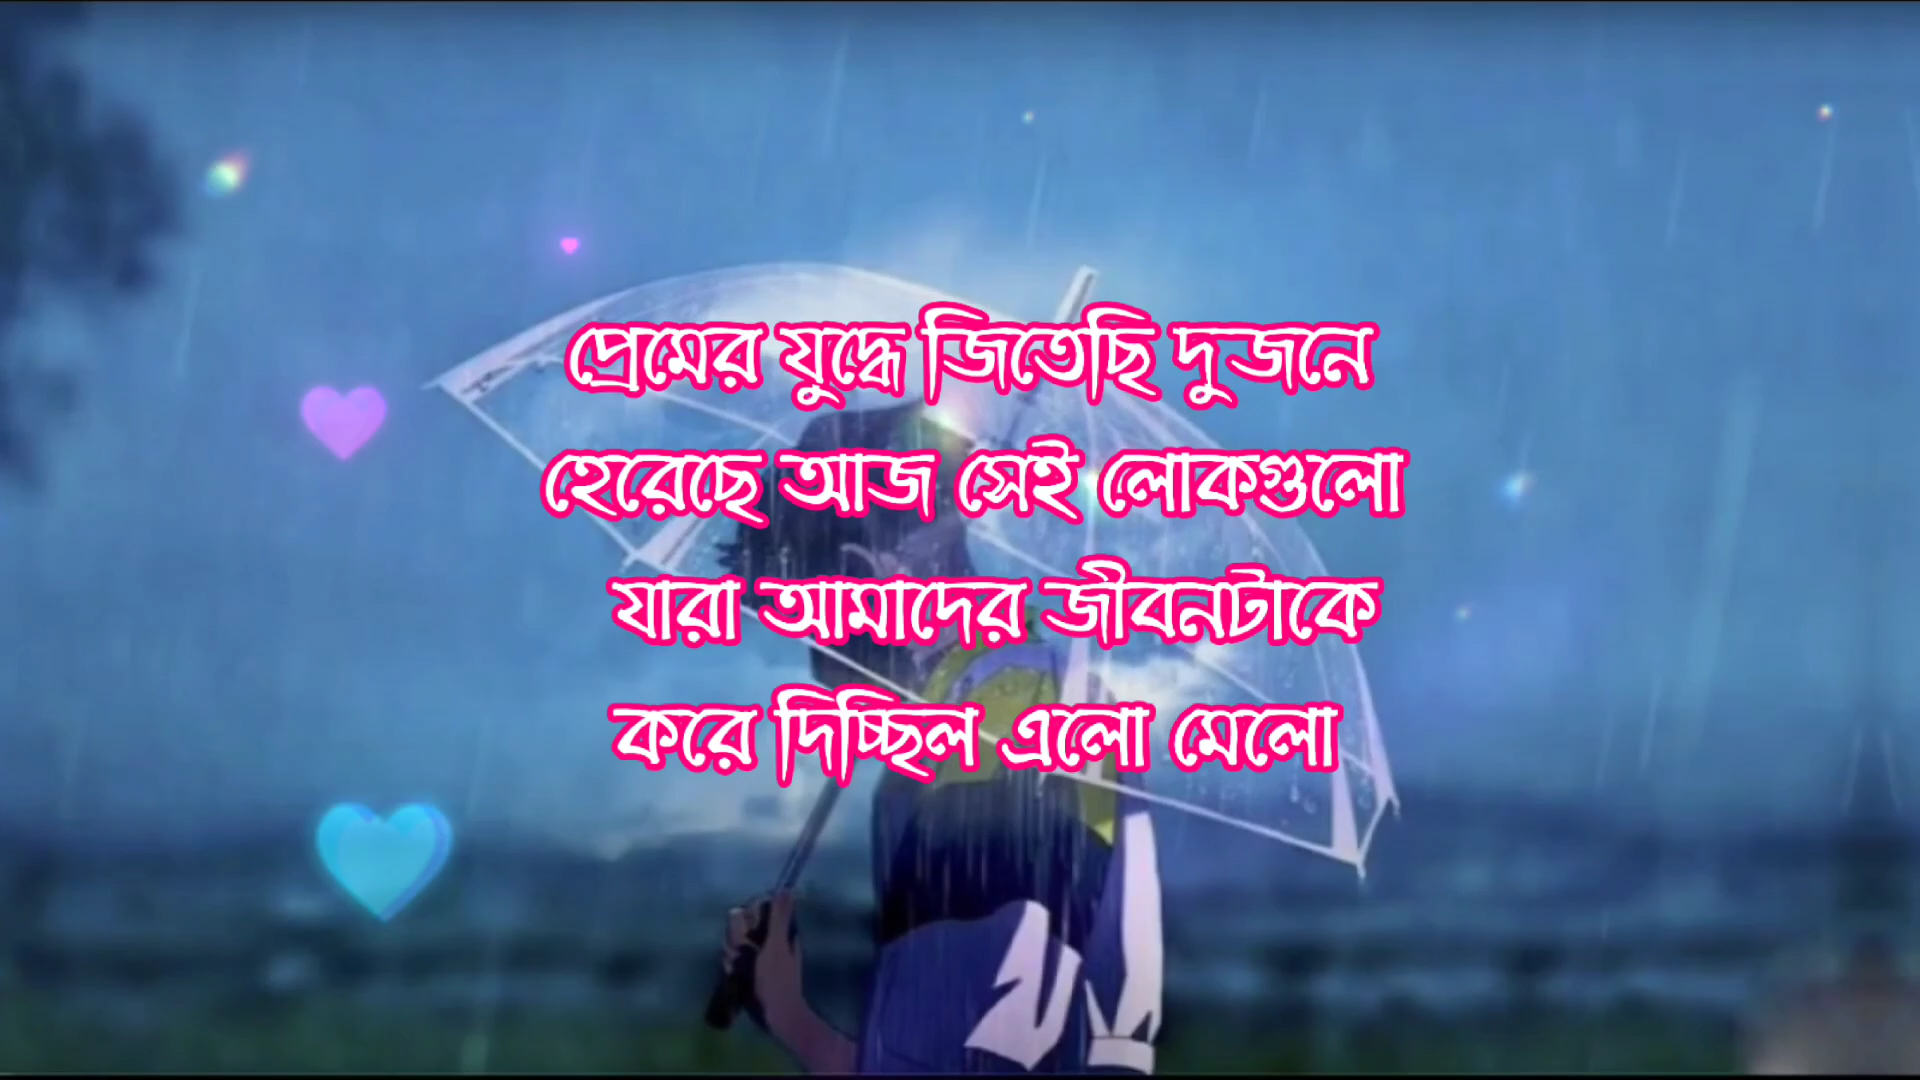 প্রেমের যুদ্ধে জিতেছি দুজনে
হেরেছে আজ সেই লোকগুলো
যারা আমাদের জীবনটাকে
করে দিচ্ছিল এলো মেলো